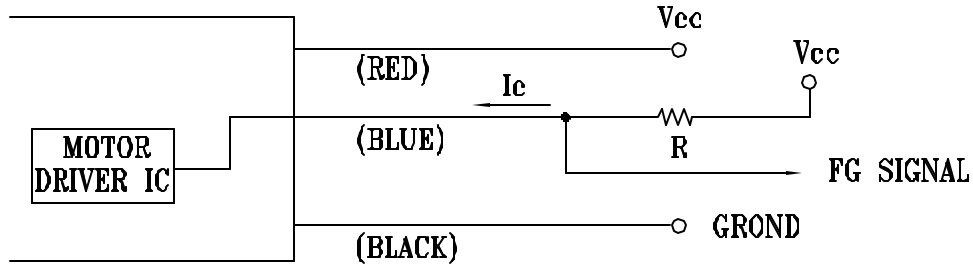 Vcc
Vcc
(RED)
Ic
(BLUE)
R
MOTOR
DRIVER IC
FG SIGNAL
GROND
(BLACK)